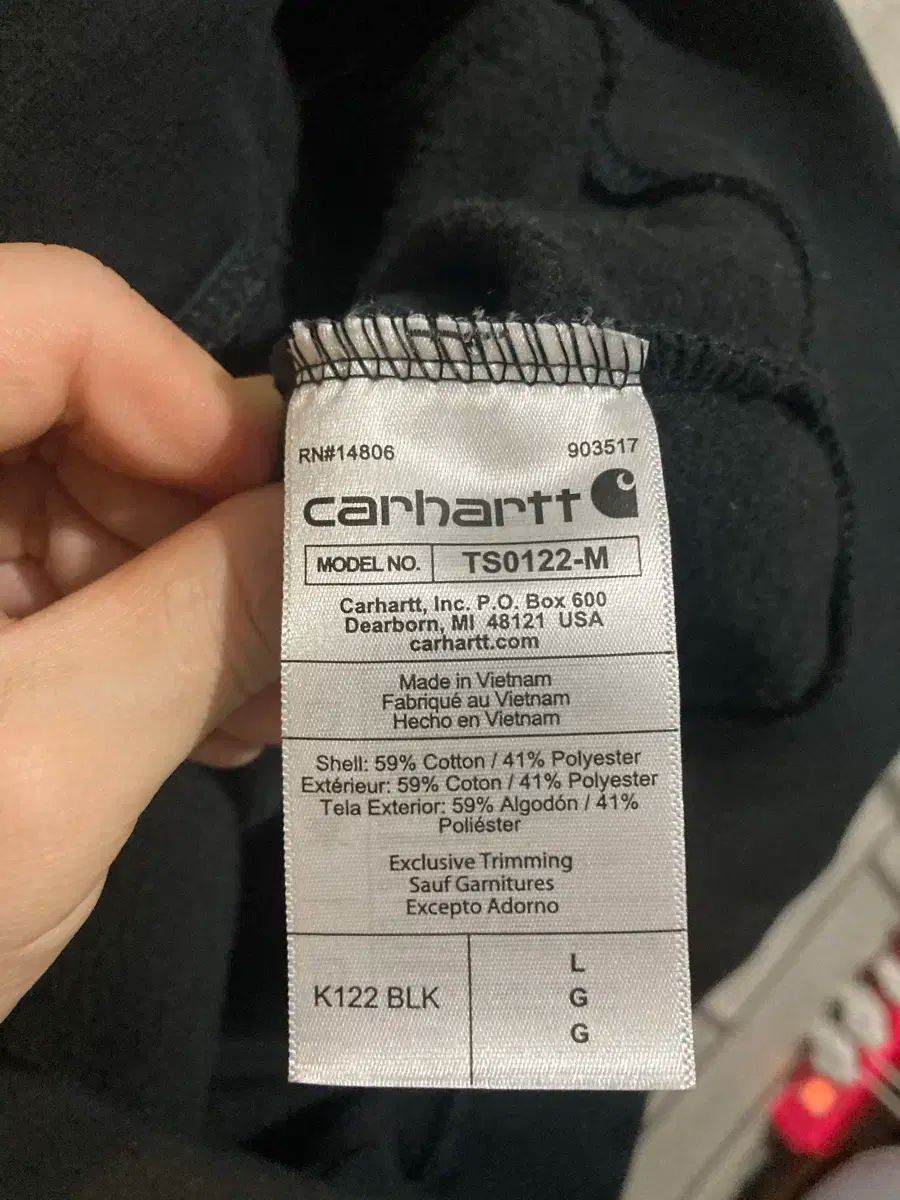 RN#14806 903517
carhartt
MODEL NO. TS0122-M
Carhartt, Inc. P.O. Box 600
Dearborn, MI 48121 USA
carhartt.com
Made in Vietnam
Fabriqué au Vietnam
Hecho en Vietnam
Shell: 59% Cotton / 41% Polyester
Extérieur: 59% Coton / 41% Polyester
Tela Exterior: 59% Algodón / 41%
Poliéster
Exclusive Trimming
Sauf Garnitures
Excepto Adorno
L
K122 BLK G
G